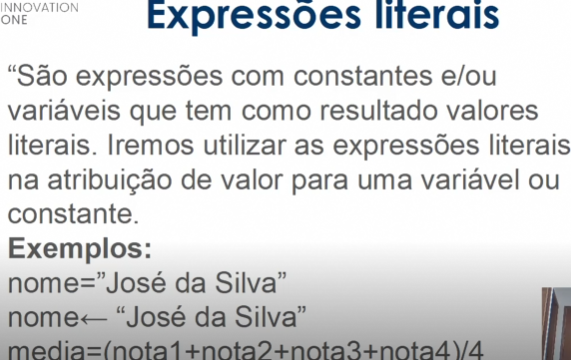 INNOVATION
ONE
Expressões literais
“São expressões com constantes e/ou
variáveis que tem como resultado valores
literais. Iremos utilizar as expressões literais
na atribuição de valor para uma variável ou
constante.
Exemplos:
nome=”José da Silva”
nome← “José da Silva”
media=(nota1+nota2+nota3+nota4)/4